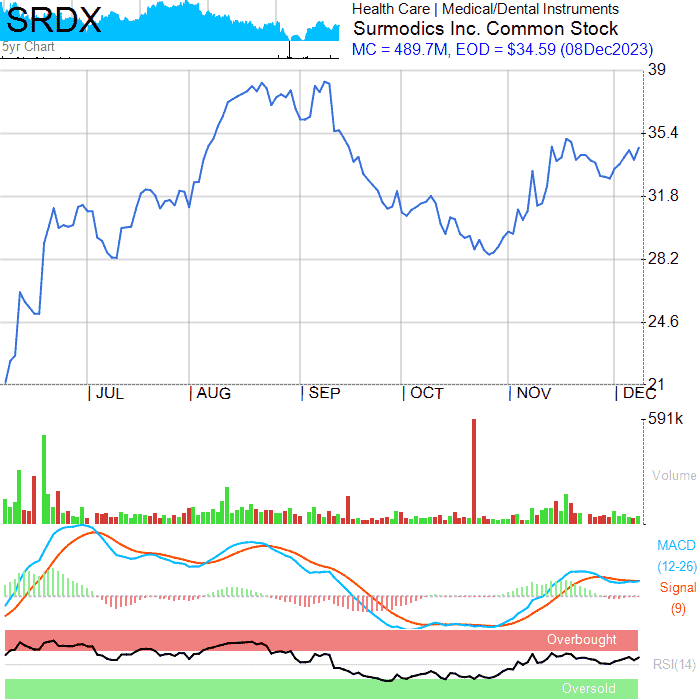 SRDX
5yr Chart
Health Care | Medical/Dental Instruments
Surmodics Inc. Common Stock
MC = 489.7M, EOD = $34.59 (08Dec2023)
39
35.4
31.8
28.2
24.6
21
JUL AUG SEP OCT NOV DEC
591k
Volume
MACD
(12-26)
Signal
(9)
Overbought
RSI(14)
Oversold